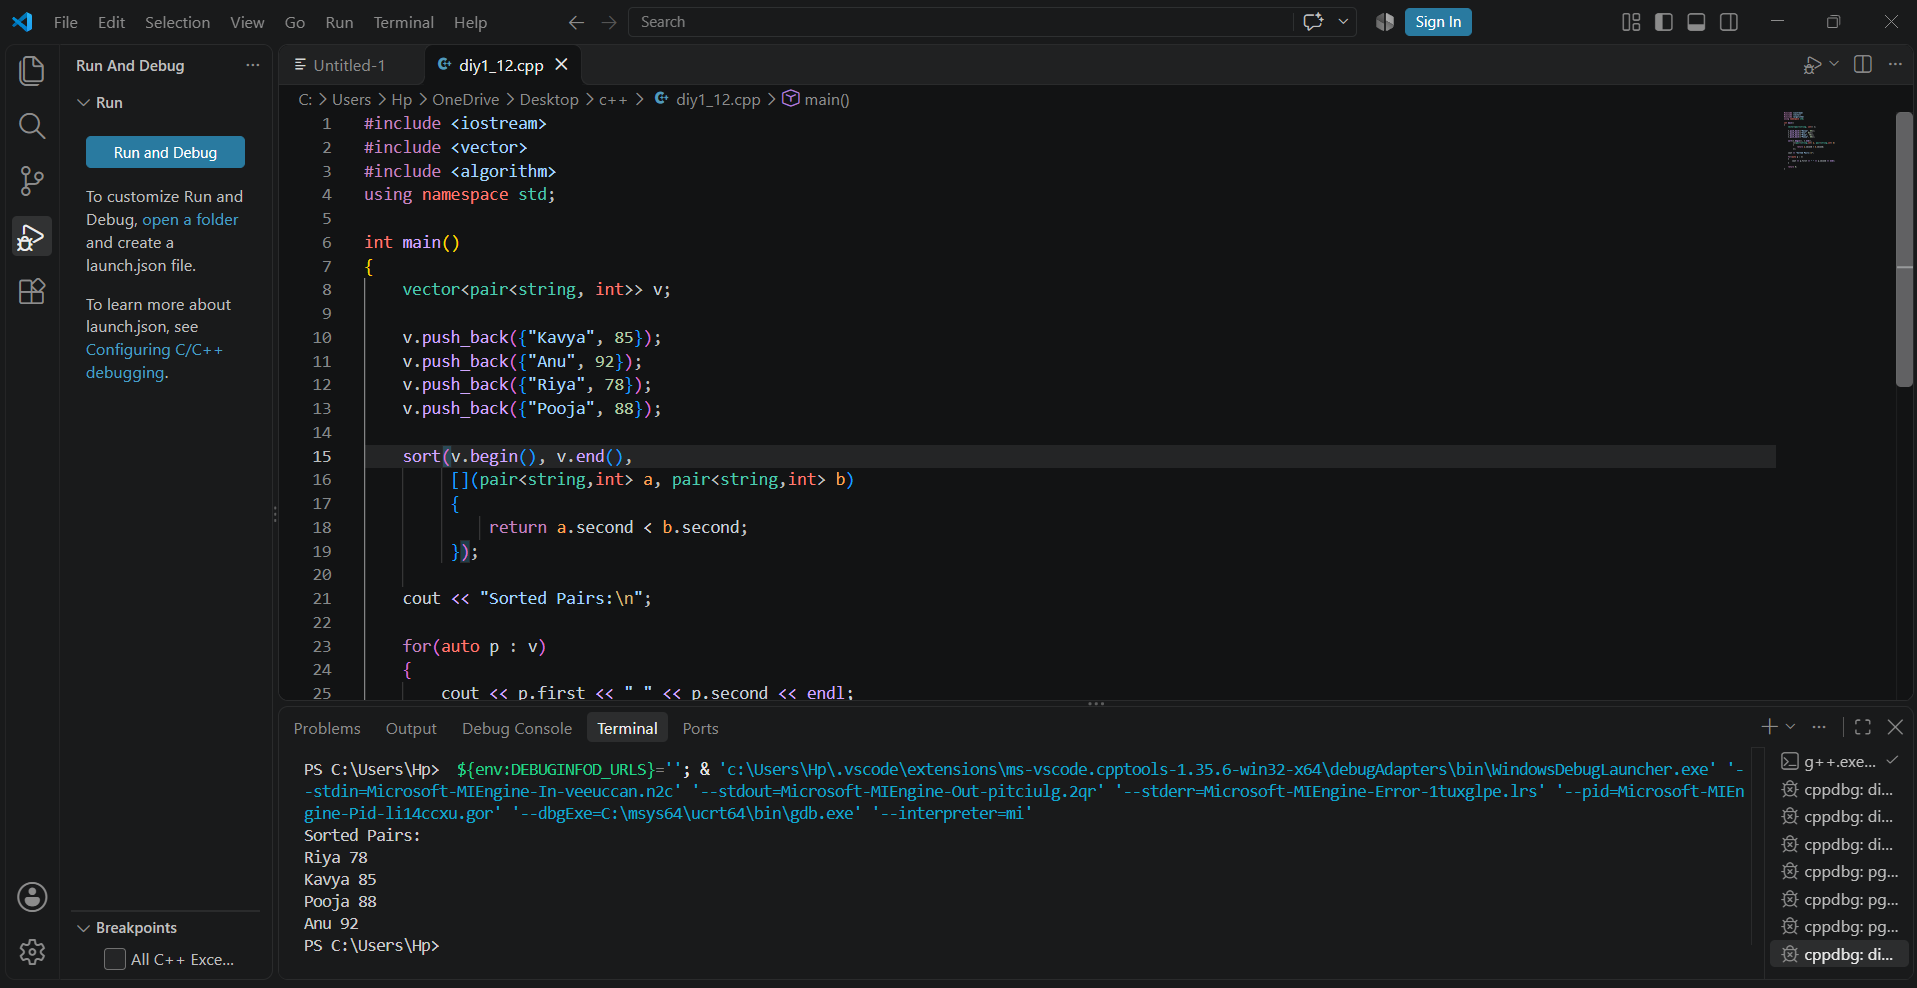 File Edit Selection View Go Run Terminal Help
Search
Sign In
Run And Debug
Run
Run and Debug
To customize Run and
Debug, open a folder
and create a
launch.json file.
To learn more about
launch.json, see
Configuring C/C++
debugging.
Breakpoints
All C++ Exce...
Untitled-1
diy1_12.cpp
C: > Users > Hp > OneDrive > Desktop > c++ > diy1_12.cpp > main()
1 #include <iostream>
2 #include <vector>
3 #include <algorithm>
4 using namespace std;
5
6 int main()
7 {
8 vector<pair<string, int>> v;
9
10 v.push_back({"Kavya", 85});
11 v.push_back({"Anu", 92});
12 v.push_back({"Riya", 78});
13 v.push_back({"Pooja", 88});
14
15 sort(v.begin(), v.end(),
16 [](pair<string,int> a, pair<string,int> b)
17 {
18 return a.second < b.second;
19 });
20
21 cout << "Sorted Pairs:\n";
22
23 for(auto p : v)
24 {
25 cout << p.first << " " << p.second << endl;
Problems Output Debug Console Terminal Ports
PS C:\Users\Hp> ${env:DEBUGINFOD_URLS}=''; & 'c:\Users\Hp\.vscode\extensions\ms-vscode.cpptools-1.35.6-win32-x64\debugAdapters\bin\WindowsDebugLauncher.exe' '-
-stdin=Microsoft-MIEngine-In-veeuccan.n2c' '--stdout=Microsoft-MIEngine-Out-pitciulg.2qr' '--stderr=Microsoft-MIEngine-Error-1tuxglpe.lrs' '--pid=Microsoft-MIEn
gine-Pid-li14ccxu.gor' '--dbgExe=C:\msys64\ucrt64\bin\gdb.exe' '--interpreter=mi'
Sorted Pairs:
Riya 78
Kavya 85
Pooja 88
Anu 92
PS C:\Users\Hp>
g++.exe...
cppdbg: di...
cppdbg: di...
cppdbg: di...
cppdbg: pg...
cppdbg: pg...
cppdbg: pg...
cppdbg: di...